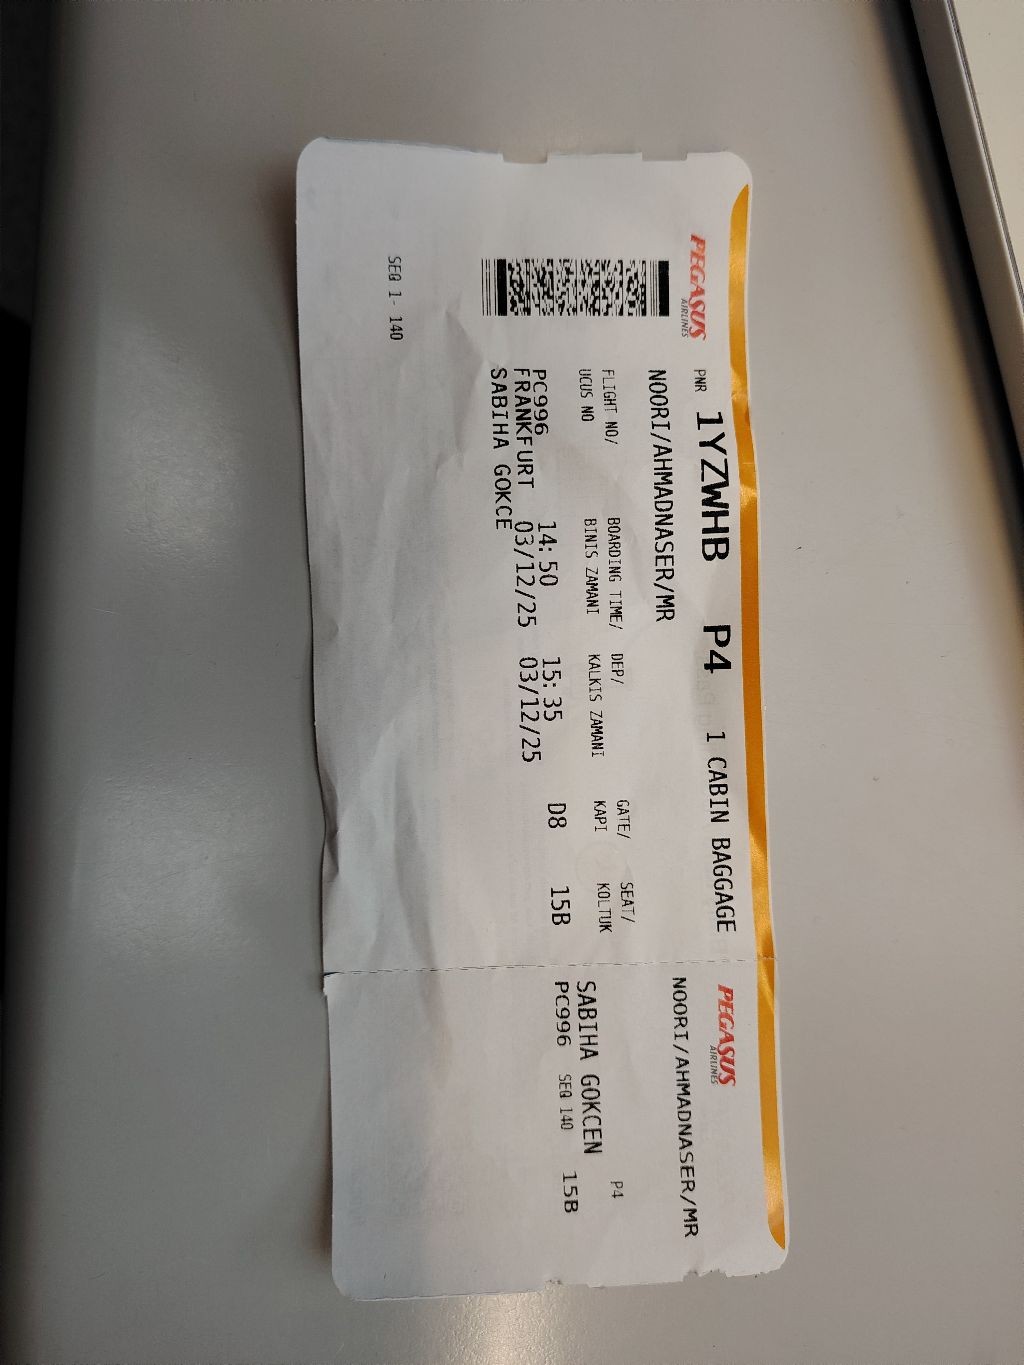 PEGASUS
AIRLINES
PNR 1YZWHB P4 1 CABIN BAGGAGE
NOORI/AHMADNASER/MR
FLIGHT NO/ BOARDING TIME/ DEP/ GATE/ SEAT/
UCUS NO BINIS ZAMANI KALKIS ZAMANI KAPI KOLTUK
PC996 14:50 15:35 D8 15B
FRANKFURT 03/12/25 03/12/25
SABIHA GOKCE
SEQ 1- 140
PEGASUS
AIRLINES
NOORI/AHMADNASER/MR
P4
SABIHA GOKCEN
PC996 SEQ 140 15B